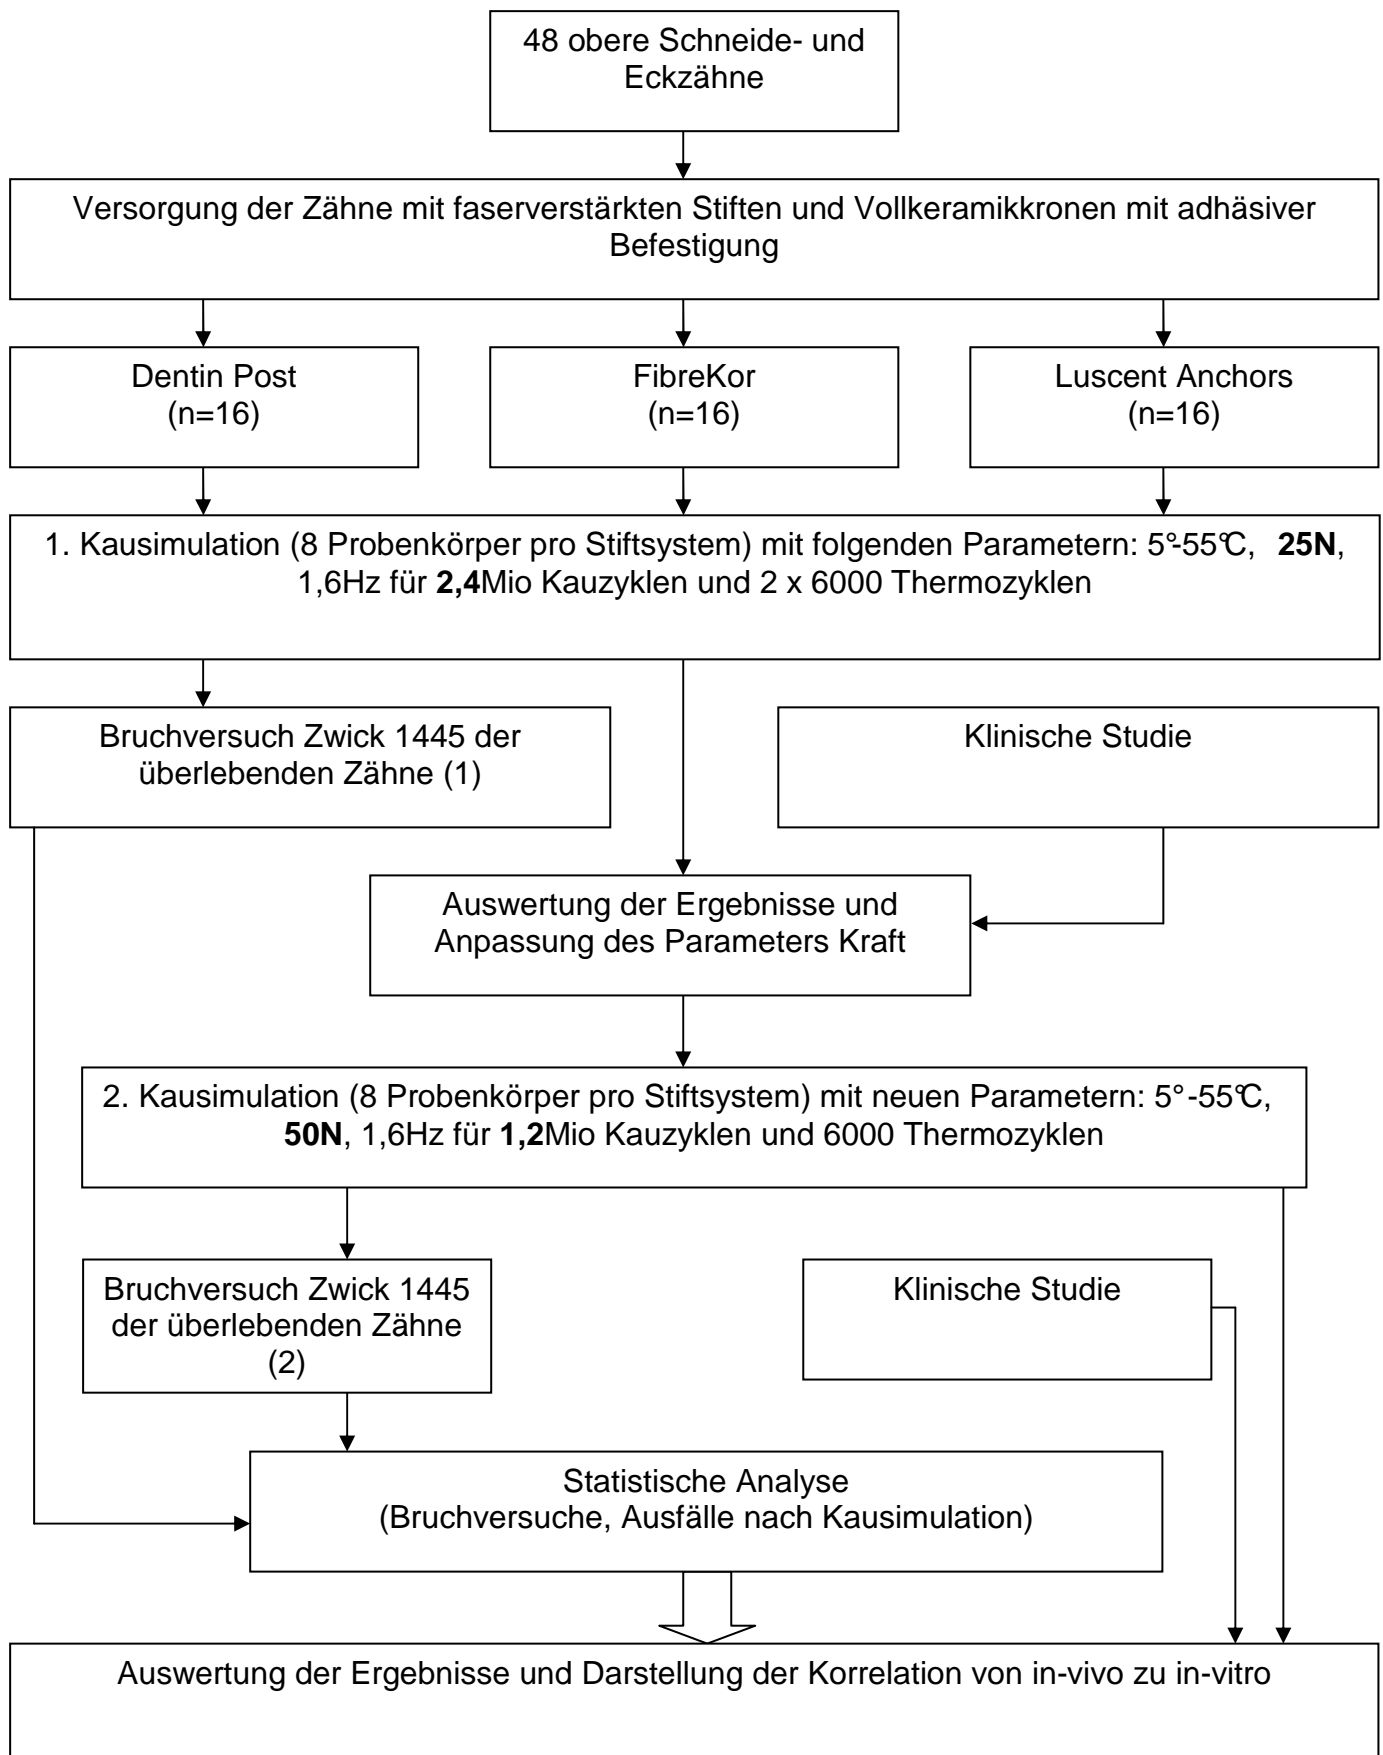 48 obere Schneide- und
Eckzähne
Versorgung der Zähne mit faserverstärkten Stiften und Vollkeramikkronen mit adhäsiver
Befestigung
Dentin Post
(n=16)
FibreKor
(n=16)
Luscent Anchors
(n=16)
1. Kausimulation (8 Probenkörper pro Stiftsystem) mit folgenden Parametern: 5°-55°C, 25N,
1,6Hz für 2,4Mio Kauzyklen und 2 x 6000 Thermozyklen
Bruchversuch Zwick 1445 der
überlebenden Zähne (1)
Klinische Studie
Auswertung der Ergebnisse und
Anpassung des Parameters Kraft
2. Kausimulation (8 Probenkörper pro Stiftsystem) mit neuen Parametern: 5° -55°C,
50N, 1,6Hz für 1,2Mio Kauzyklen und 6000 Thermozyklen
Bruchversuch Zwick 1445
der überlebenden Zähne
(2)
Klinische Studie
Statistische Analyse
(Bruchversuche, Ausfälle nach Kausimulation)
Auswertung der Ergebnisse und Darstellung der Korrelation von in-vivo zu in-vitro